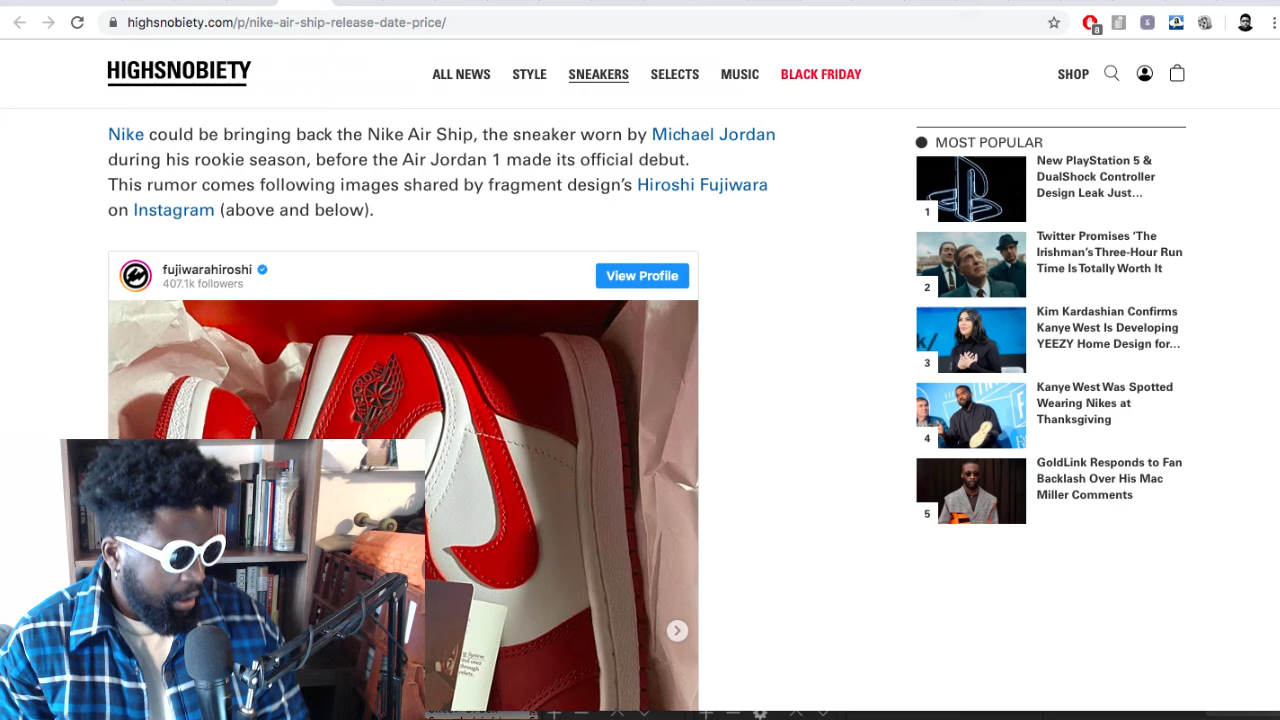 highsnobiety.com/p/nike-air-ship-release-date-price/
8
HIGHSNOBIETY
ALL NEWS STYLE SNEAKERS SELECTS MUSIC BLACK FRIDAY
SHOP
Nike could be bringing back the Nike Air Ship, the sneaker worn by Michael Jordan
during his rookie season, before the Air Jordan 1 made its official debut.
This rumor comes following images shared by fragment design's Hiroshi Fujiwara
on Instagram (above and below).
fujiwarahiroshi
407.1k followers
View Profile
MOST POPULAR
1
New PlayStation 5 &
DualShock Controller
Design Leak Just...
2
Twitter Promises 'The
Irishman's Three-Hour Run
Time Is Totally Worth It
3
Kim Kardashian Confirms
Kanye West Is Developing
YEEZY Home Design for...
4
Kanye West Was Spotted
Wearing Nikes at
Thanksgiving
5
GoldLink Responds to Fan
Backlash Over His Mac
Miller Comments